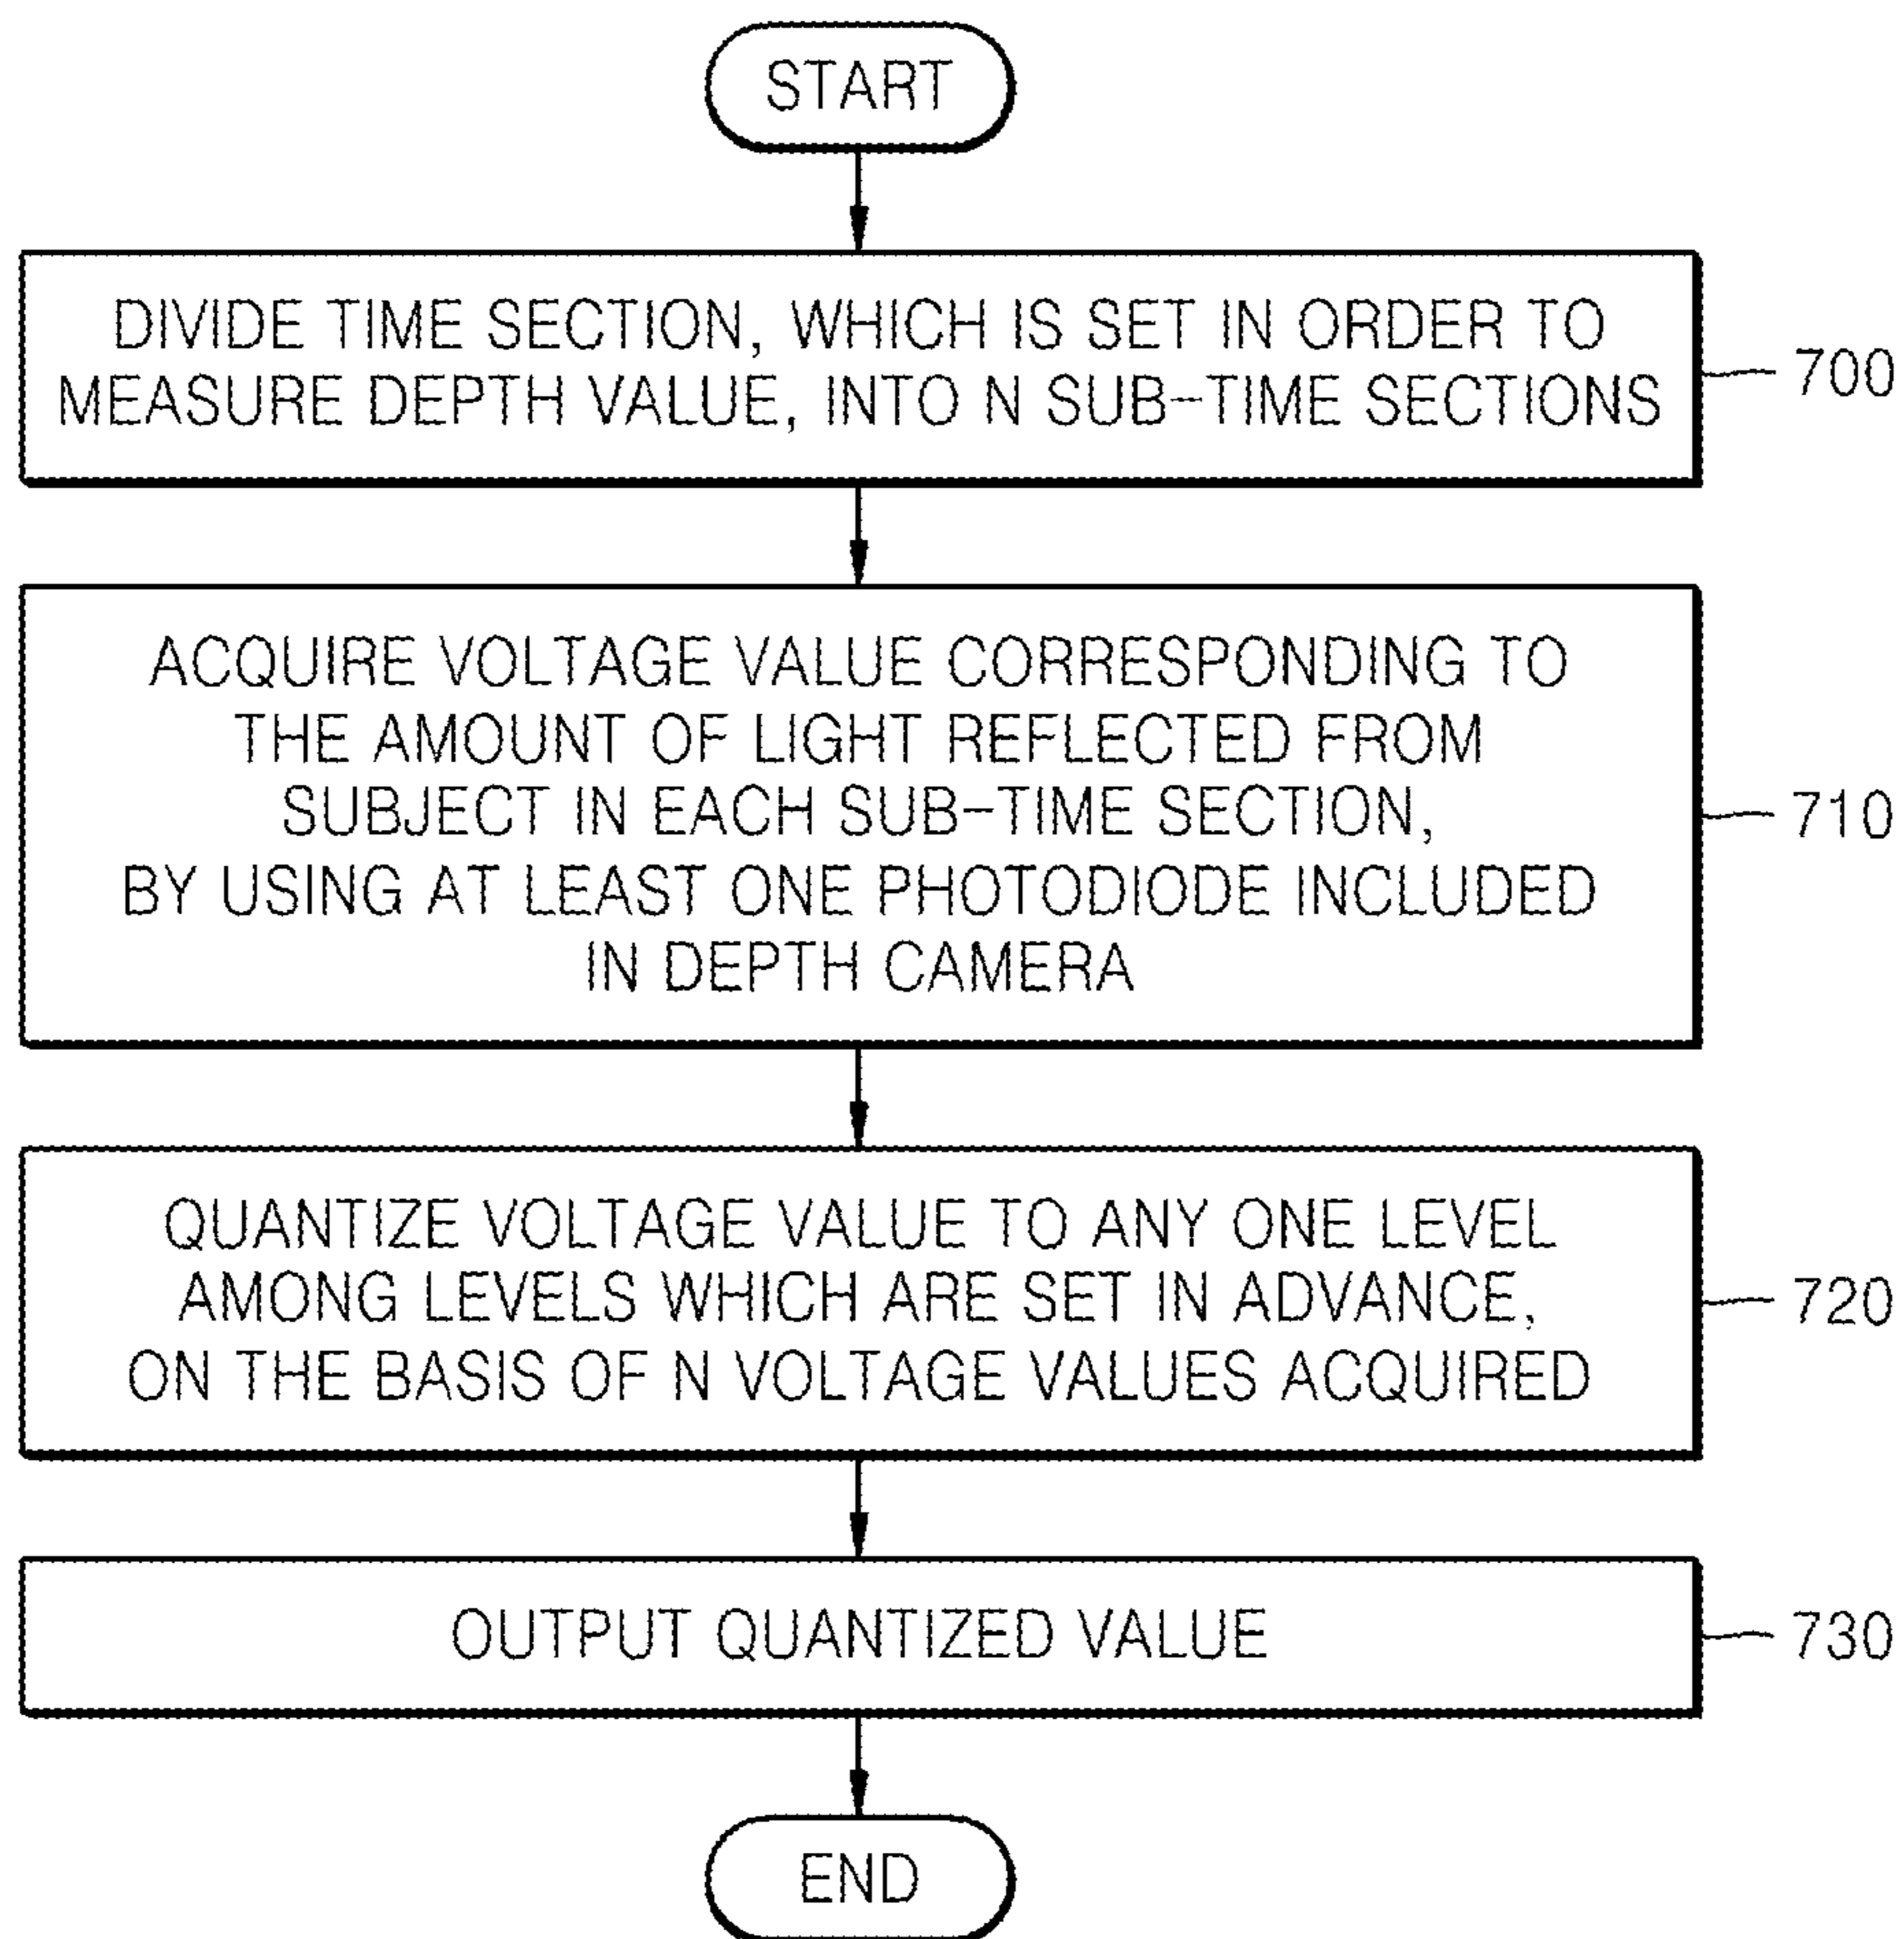 START
DIVIDE TIME SECTION, WHICH IS SET IN ORDER TO
MEASURE DEPTH VALUE, INTO N SUB-TIME SECTIONS
700
ACQUIRE VOLTAGE VALUE CORRESPONDING TO
THE AMOUNT OF LIGHT REFLECTED FROM
SUBJECT IN EACH SUB-TIME SECTION,
BY USING AT LEAST ONE PHOTODIODE INCLUDED
IN DEPTH CAMERA
710
QUANTIZE VOLTAGE VALUE TO ANY ONE LEVEL
AMONG LEVELS WHICH ARE SET IN ADVANCE,
ON THE BASIS OF N VOLTAGE VALUES ACQUIRED
720
OUTPUT QUANTIZED VALUE
730
END